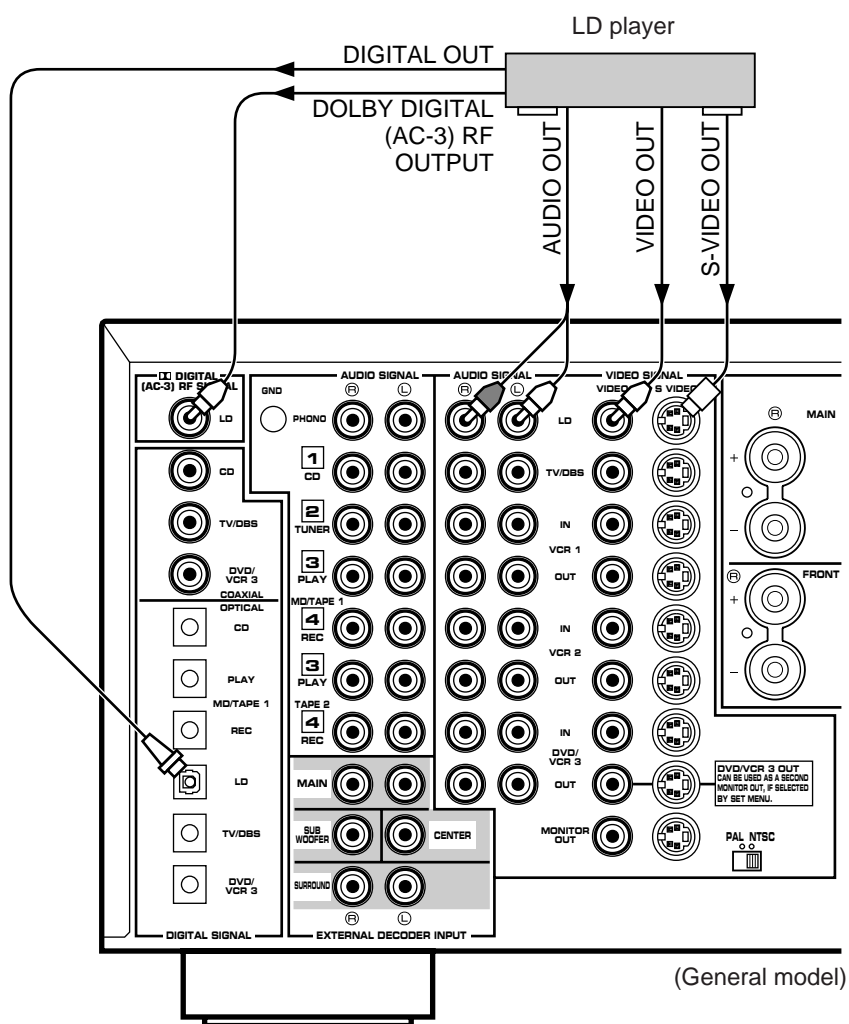 LD player
DIGITAL OUT
DOLBY DIGITAL
(AC-3) RF
OUTPUT
AUDIO OUT
VIDEO OUT
S-VIDEO OUT
DIGITAL
(AC-3) RF SIGNAL
LD
CD
TV/DBS
DVD/
VCR 3
COAXIAL
OPTICAL
CD
PLAY
MD/TAPE 1
REC
LD
TV/DBS
DVD/
VCR 3
DIGITAL SIGNAL
AUDIO SIGNAL
R
L
GND
PHONO
1
CD
2
TUNER
3
PLAY
MD/TAPE 1
4
REC
3
PLAY
TAPE 2
4
REC
MAIN
SUB
WOOFER
CENTER
SURROUND
R
L
EXTERNAL DECODER INPUT
AUDIO SIGNAL
R
L
VIDEO SIGNAL
VIDEO
S VIDEO
LD
TV/DBS
IN
VCR 1
OUT
IN
VCR 2
OUT
IN
DVD/
VCR 3
OUT
MONITOR
OUT
DVD/VCR 3 OUT
CAN BE USED AS A SECOND
MONITOR OUT, IF SELECTED
BY SET MENU.
PAL NTSC
R
MAIN
+
–
R
FRONT
+
–
(General model)